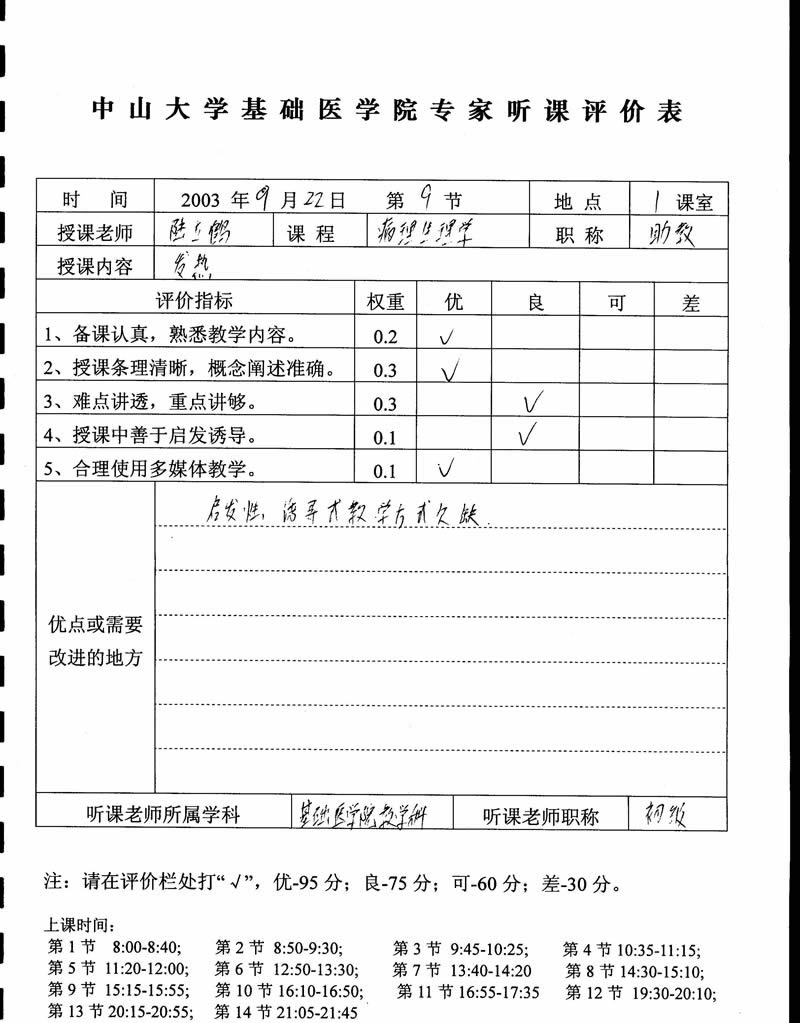 中山大学基础医学院专家听课评价表
时 间 2003 年 9 月 22 日 第 9 节 地 点 1 课室
授课老师 陆立鹤 课 程 病理生理学 职 称 助教
授课内容 发热
评价指标 权重 优 良 可 差
1、备课认真，熟悉教学内容。 0.2 √
2、授课条理清晰，概念阐述准确。 0.3 √
3、难点讲透，重点讲够。 0.3 √
4、授课中善于启发诱导。 0.1 √
5、合理使用多媒体教学。 0.1 √
启发性、诱导式教学方式欠缺.
优点或需要
改进的地方
听课老师所属学科 基础医学院教学科 听课老师职称 初级
注：请在评价栏处打“√”，优-95 分；良-75 分；可-60 分；差-30 分。
上课时间：
第 1 节 8:00-8:40; 第 2 节 8:50-9:30; 第 3 节 9:45-10:25; 第 4 节 10:35-11:15;
第 5 节 11:20-12:00; 第 6 节 12:50-13:30; 第 7 节 13:40-14:20 第 8 节 14:30-15:10;
第 9 节 15:15-15:55; 第 10 节 16:10-16:50; 第 11 节 16:55-17:35 第 12 节 19:30-20:10;
第 13 节 20:15-20:55; 第 14 节 21:05-21:45